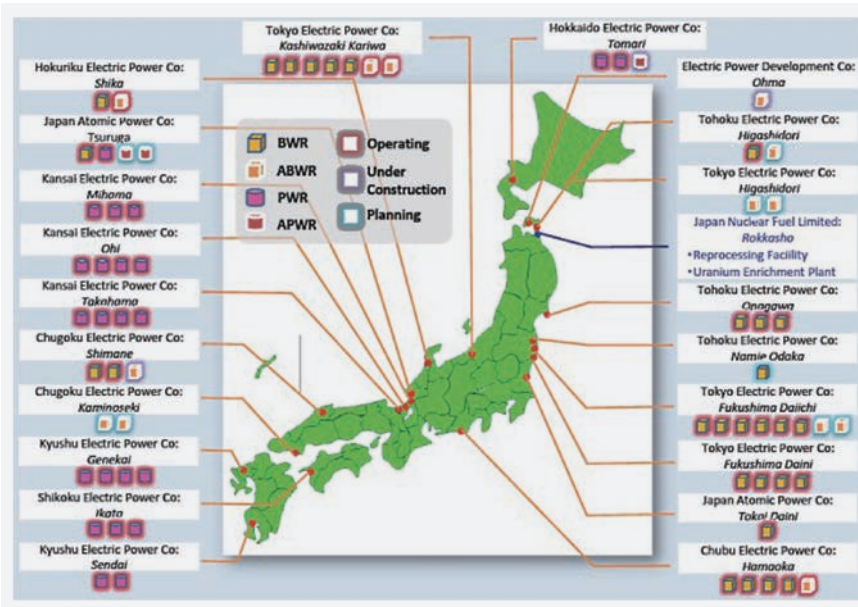 Tokyo Electric Power Co:
Kashiwazaki Kariwa
Hokkaido Electric Power Co:
Tomari
Hokuriku Electric Power Co:
Shika
Japan Atomic Power Co:
Tsuruga
Kansai Electric Power Co:
Mihama
Kansai Electric Power Co:
Ohi
Kansai Electric Power Co:
Takahama
Chugoku Electric Power Co:
Shimane
Chugoku Electric Power Co:
Kaminoseki
Kyushu Electric Power Co:
Genekai
Shikoku Electric Power Co:
Ikata
Kyushu Electric Power Co:
Sendai
BWR
ABWR
PWR
APWR
Operating
Under
Construction
Planning
Electric Power Development Co:
Ohma
Tohoku Electric Power Co:
Higashidori
Tokyo Electric Power Co:
Higashidori
Japan Nuclear Fuel Limited:
Rokkasho
•Reprocessing Facility
•Uranium Enrichment Plant
Tohoku Electric Power Co:
Onogawa
Tohoku Electric Power Co:
Namie Odaka
Tokyo Electric Power Co:
Fukushima Daiichi
Tokyo Electric Power Co:
Fukushima Daini
Japan Atomic Power Co:
Tokai Daini
Chubu Electric Power Co:
Hamaoka